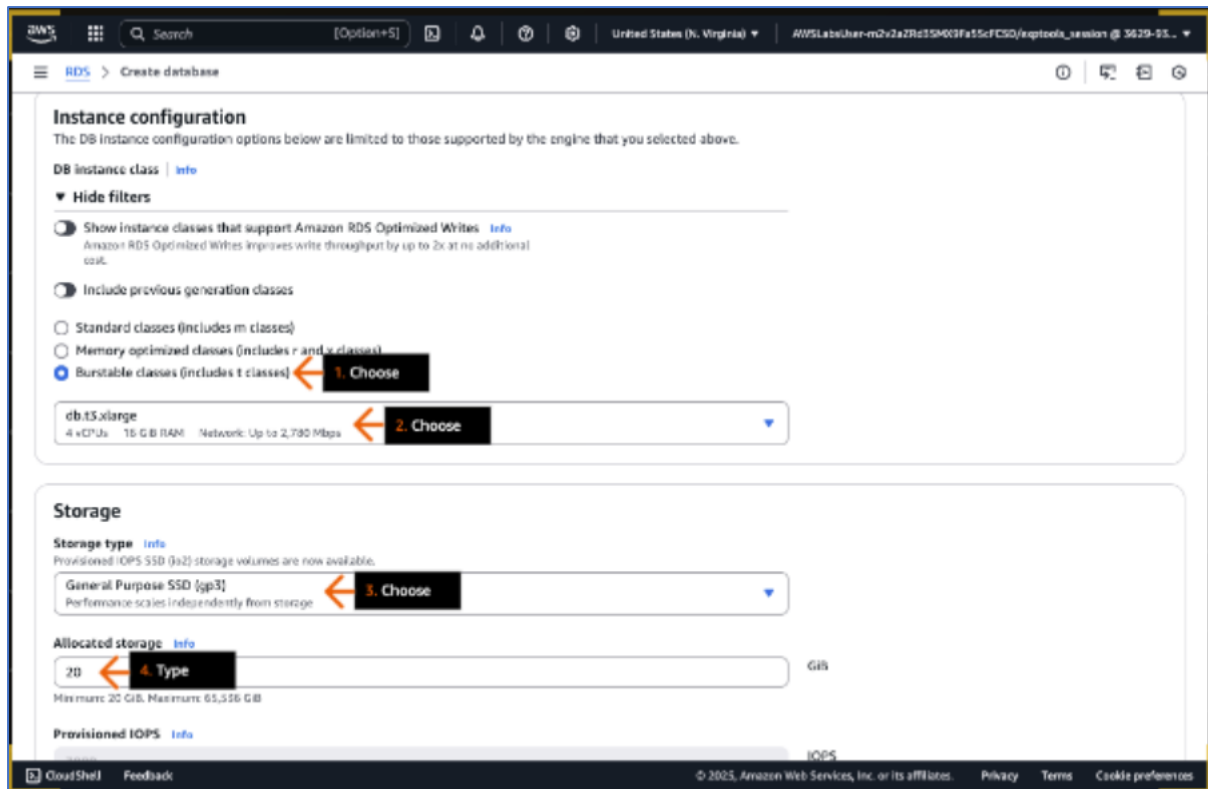 aws
Search [Option+S]
United States (N. Virginia)
RDS > Create database
Instance configuration
The DB instance configuration options below are limited to those supported by the engine that you selected above.
DB instance class | Info
Hide filters
Show instance classes that support Amazon RDS Optimized Writes Info
Amazon RDS Optimized Writes improves write throughput by up to 2x at no additional
cost.
Include previous generation classes
Standard classes (includes m classes)
Memory optimized classes (includes r and x classes)
Burstable classes (includes t classes)
1. Choose
db.t3.xlarge
4 vCPUs 16 GiB RAM Network: Up to 2,780 Mbps
2. Choose
Storage
Storage type Info
Provisioned IOPS SSD (io2) storage volumes are now available.
General Purpose SSD (gp3)
Performance scales independently from storage
3. Choose
Allocated storage Info
20
4. Type
GiB
Minimum: 20 GiB. Maximum: 65,536 GiB
Provisioned IOPS Info
IOPS
CloudShell Feedback © 2025, Amazon Web Services, Inc. or its affiliates. Privacy Terms Cookie preferences